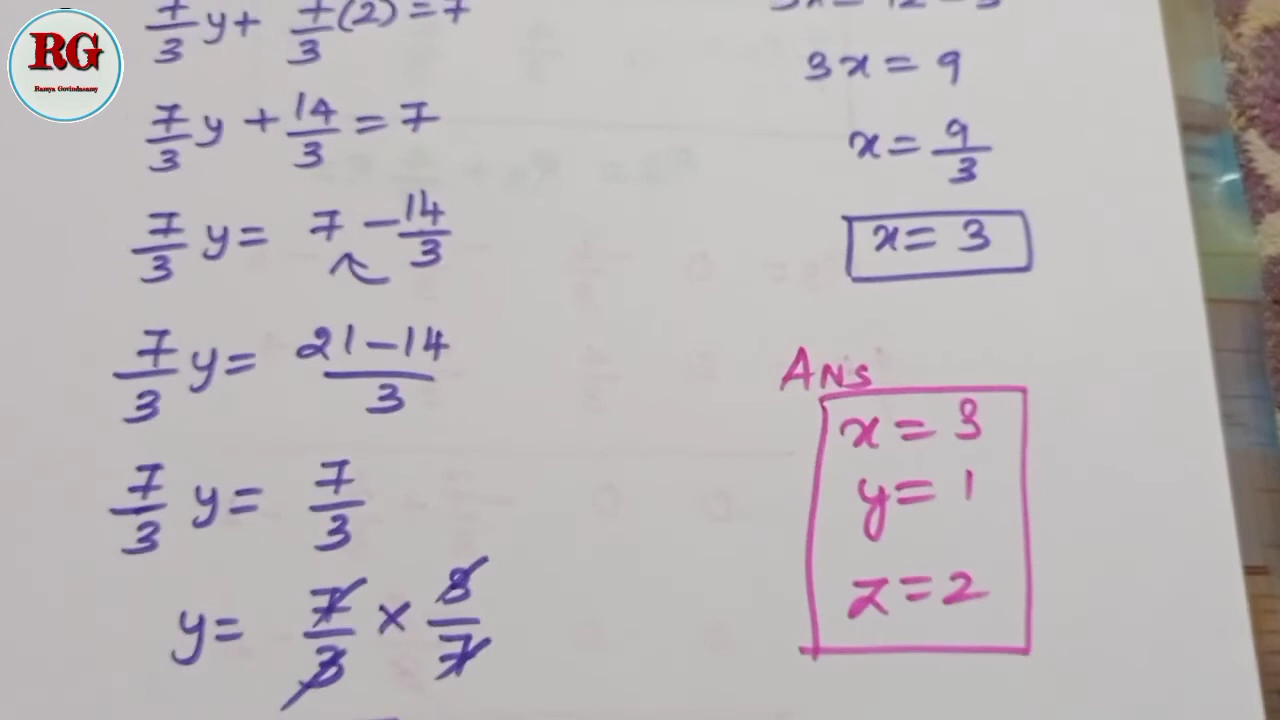 RG
Ramya Govindasamy
7/3 y + 7/3 (2) = 7
7/3 y + 14/3 = 7
7/3 y = 7 - 14/3
7/3 y = 21-14/3
7/3 y = 7/3
y = 7/3 × 3/7
3x = 9
x = 9/3
x = 3
Ans
x = 3
y = 1
z = 2